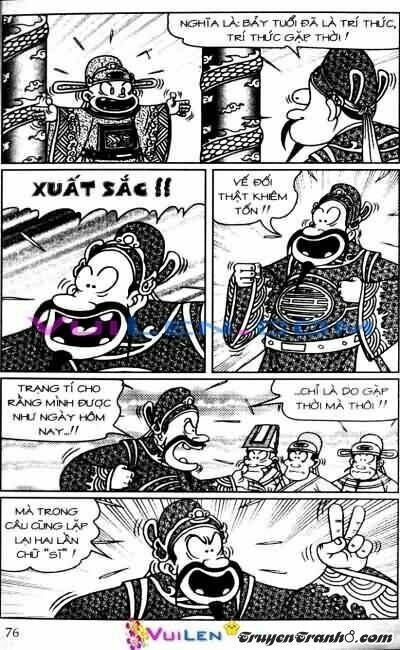 NGHĨA LÀ: BẢY TUỔI ĐÃ LÀ TRÍ THỨC,
TRÍ THỨC GẶP THỜI!
XUẤT SẮC!!
VẾ ĐỐI
THẬT KHIÊM
TỐN!!
VUILEN.COM
TRẠNG TÍ CHO
RẰNG MÌNH ĐƯỢC
NHƯ NGÀY HÔM
NAY...!!
...CHỈ LÀ DO GẶP
THỜI MÀ THÔI!!
MÀ TRONG
CÂU CŨNG LẶP
LẠI HAI LẦN
CHỮ "SĨ"!
76
VUILEN
TruyenTranh8.com